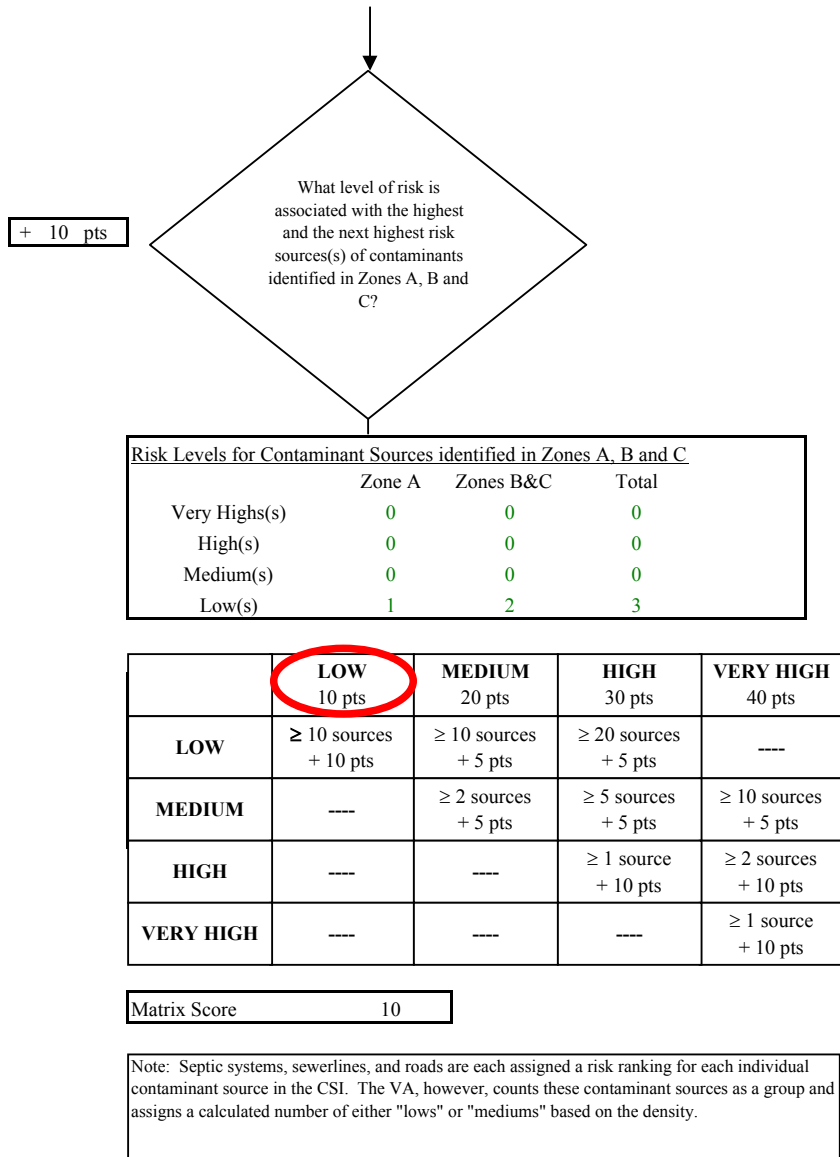 What level of risk is
associated with the highest
and the next highest risk
sources(s) of contaminants
identified in Zones A, B and
C?
+ 10 pts
Risk Levels for Contaminant Sources identified in Zones A, B and C
Zone A Zones B&C Total
Very Highs(s) 0 0 0
High(s) 0 0 0
Medium(s) 0 0 0
Low(s) 1 2 3
LOW MEDIUM HIGH VERY HIGH
10 pts 20 pts 30 pts 40 pts
LOW ≥ 10 sources ≥ 10 sources ≥ 20 sources ----
+ 10 pts + 5 pts + 5 pts
MEDIUM ---- ≥ 2 sources ≥ 5 sources ≥ 10 sources
+ 5 pts + 5 pts + 5 pts
HIGH ---- ---- ≥ 1 source ≥ 2 sources
+ 10 pts + 10 pts
VERY HIGH ---- ---- ---- ≥ 1 source
+ 10 pts
Matrix Score 10
Note: Septic systems, sewerlines, and roads are each assigned a risk ranking for each individual
contaminant source in the CSI. The VA, however, counts these contaminant sources as a group and
assigns a calculated number of either "lows" or "mediums" based on the density.